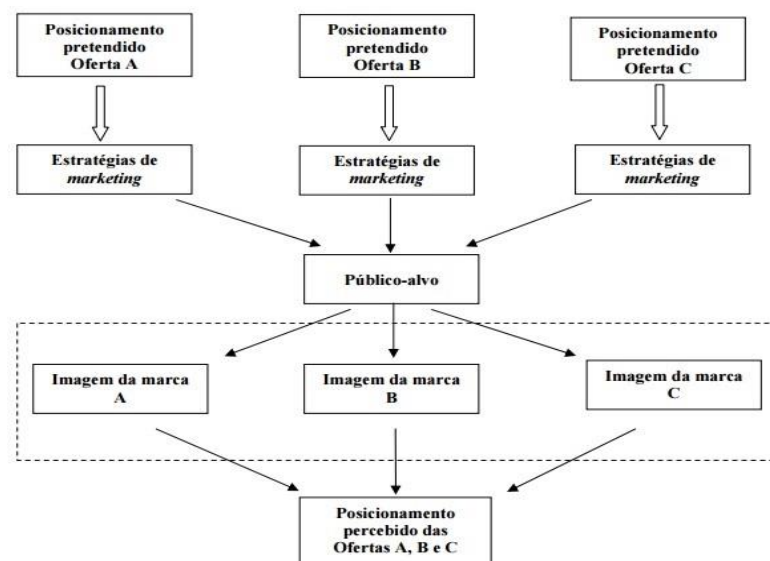 Posicionamento
pretendido
Oferta A
Posicionamento
pretendido
Oferta B
Posicionamento
pretendido
Oferta C
Estratégias de
marketing
Estratégias de
marketing
Estratégias de
marketing
Público-alvo
Imagem da marca
A
Imagem da marca
B
Imagem da marca
C
Posicionamento
percebido das
Ofertas A, B e C